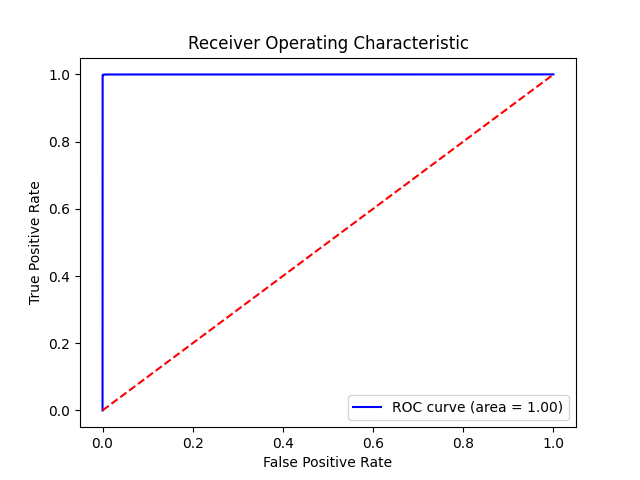 Receiver Operating Characteristic
1.0
0.8
0.6
0.4
0.2
0.0
True Positive Rate
ROC curve (area = 1.00)
0.0 0.2 0.4 0.6 0.8 1.0
False Positive Rate